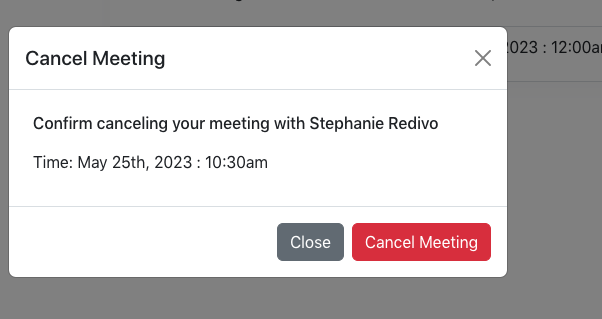 2023 : 12:00am
Cancel Meeting
Confirm canceling your meeting with Stephanie Redivo
Time: May 25th, 2023 : 10:30am
Close
Cancel Meeting